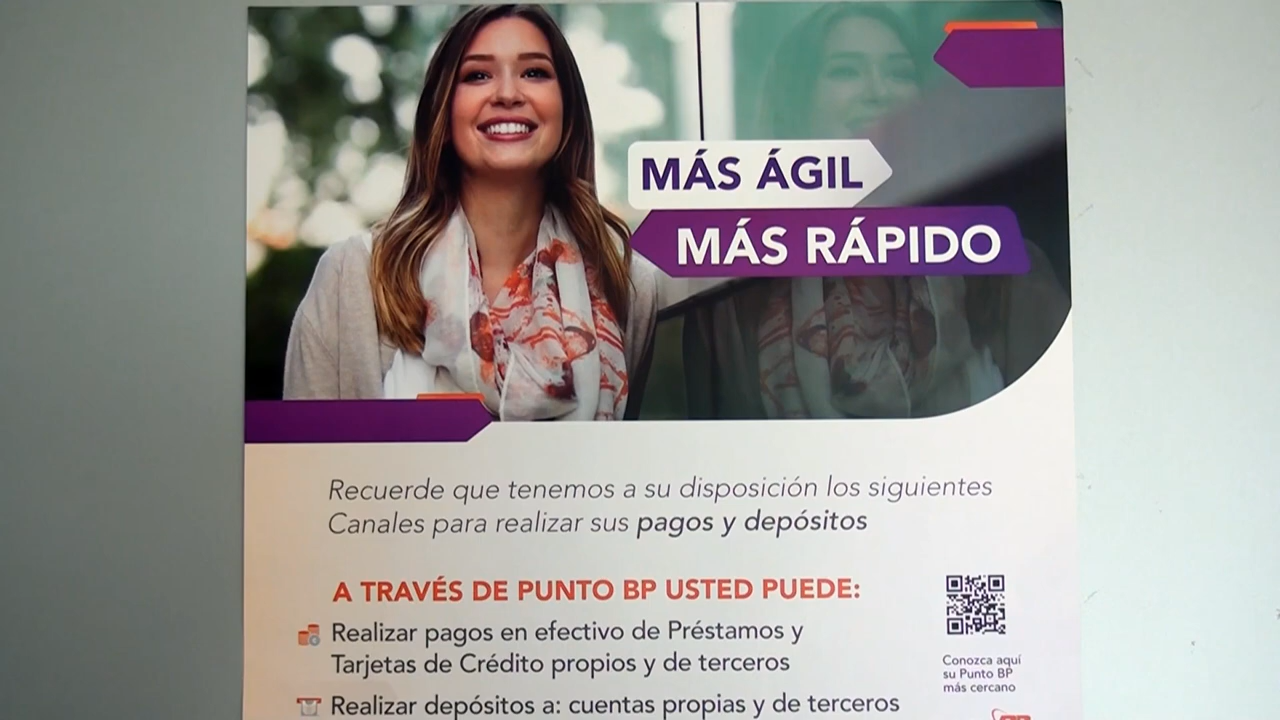 MÁS ÁGIL
MÁS RÁPIDO
Recuerde que tenemos a su disposición los siguientes
Canales para realizar sus pagos y depósitos
A TRAVÉS DE PUNTO BP USTED PUEDE:
Realizar pagos en efectivo de Préstamos y
Tarjetas de Crédito propios y de terceros
Realizar depósitos a: cuentas propias y de terceros
Conozca aquí
su Punto BP
más cercano